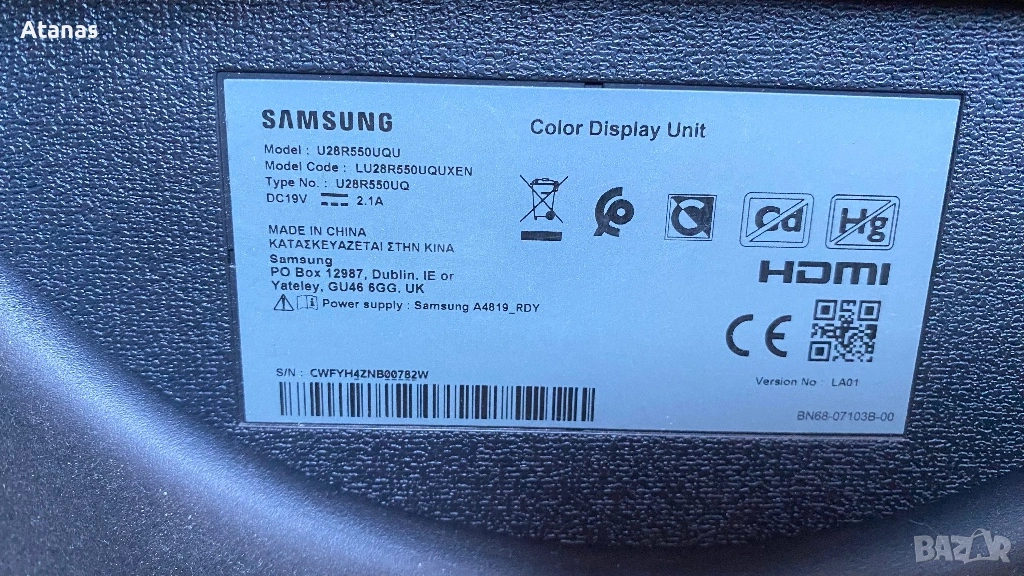 Atanas
SAMSUNG
Color Display Unit
Model : U28R550UQU
Model Code : LU28R550UQUXEN
Type No. : U28R550UQ
DC19V 2.1A
MADE IN CHINA
ΚΑΤΑΣΚΕΥΑΖΕΤΑΙ ΣΤΗΝ ΚΙΝΑ
Samsung
PO Box 12987, Dublin. IE or
Yateley, GU46 6GG. UK
Power supply : Samsung A4819_RDY
Cd
Hg
HDMI
CE
S/N : CWFYH4ZNB00782W
Version No : LA01
BN68-07103B-00
BAZAR